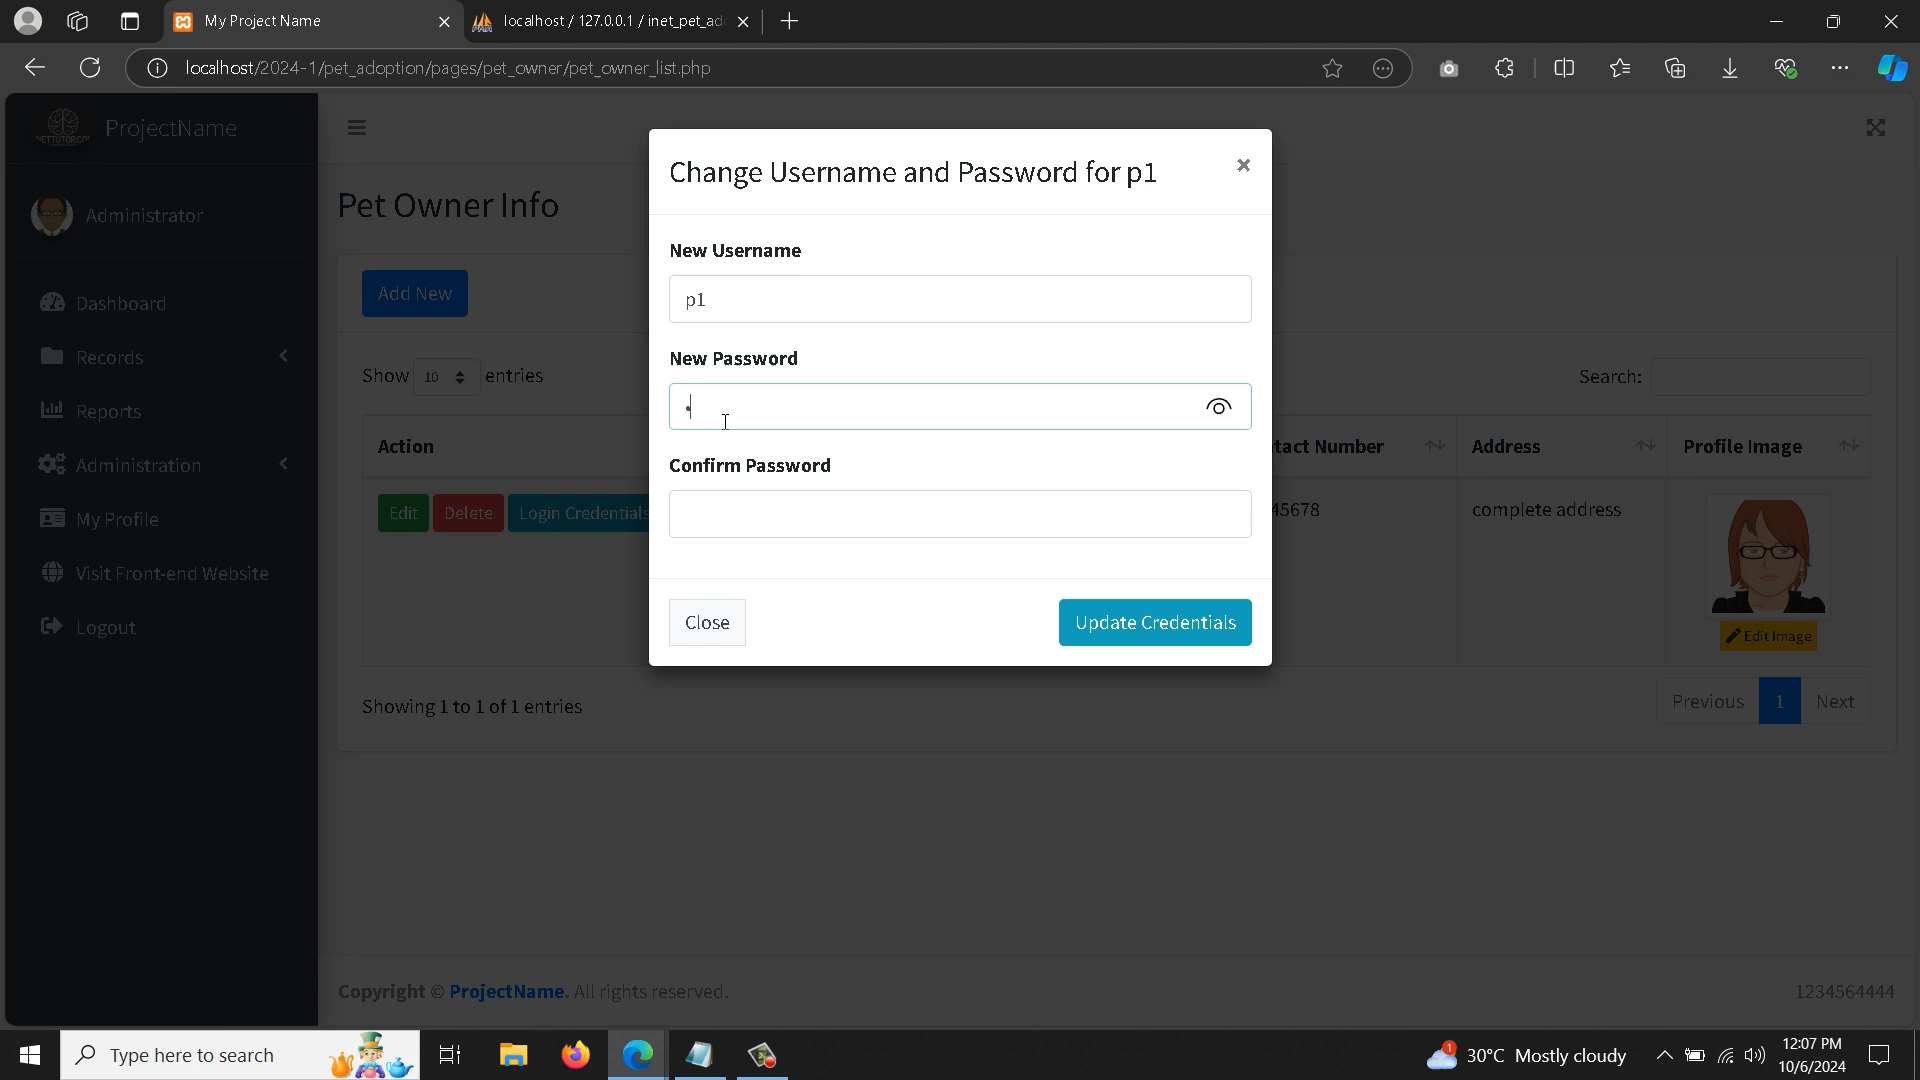 My Project Name
localhost / 127.0.0.1 / inet_pet_ad
localhost/2024-1/pet_adoption/pages/pet_owner/pet_owner_list.php
ProjectName
Administrator
Dashboard
Records
Reports
Administration
My Profile
Visit Front-end Website
Logout
Pet Owner Info
Add New
Show 10 entries
Search:
Action
tact Number
Address
Profile Image
Edit
Delete
Login Credentials
45678
complete address
Edit Image
Showing 1 to 1 of 1 entries
Previous
1
Next
Change Username and Password for p1
×
New Username
p1
New Password
Confirm Password
Close
Update Credentials
Copyright © ProjectName. All rights reserved.
1234564444
Type here to search
1
30°C Mostly cloudy
12:07 PM
10/6/2024